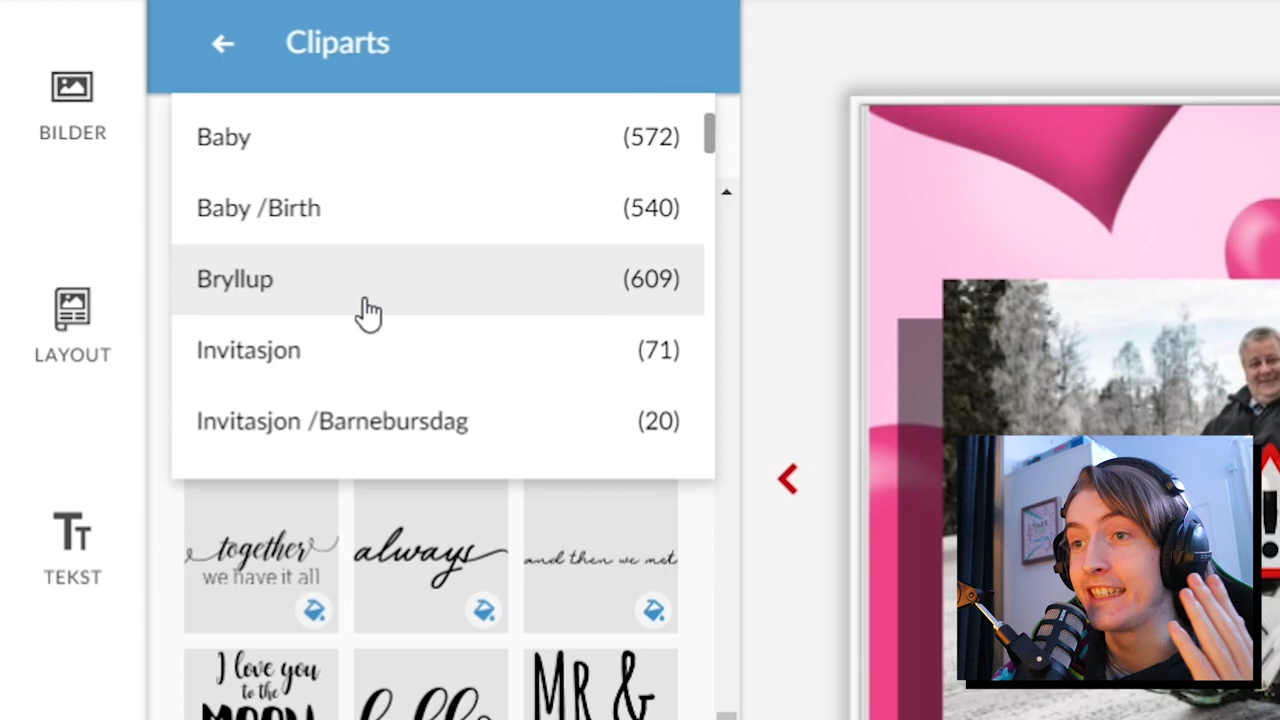 Cliparts
BILDER
Baby (572)
Baby /Birth (540)
Bryllup (609)
LAYOUT
Invitasjon (71)
Invitasjon /Barnebursdag (20)
TEKST
together
we have it all
always
and then we met
I love you
to the
MOON
hello
MR &